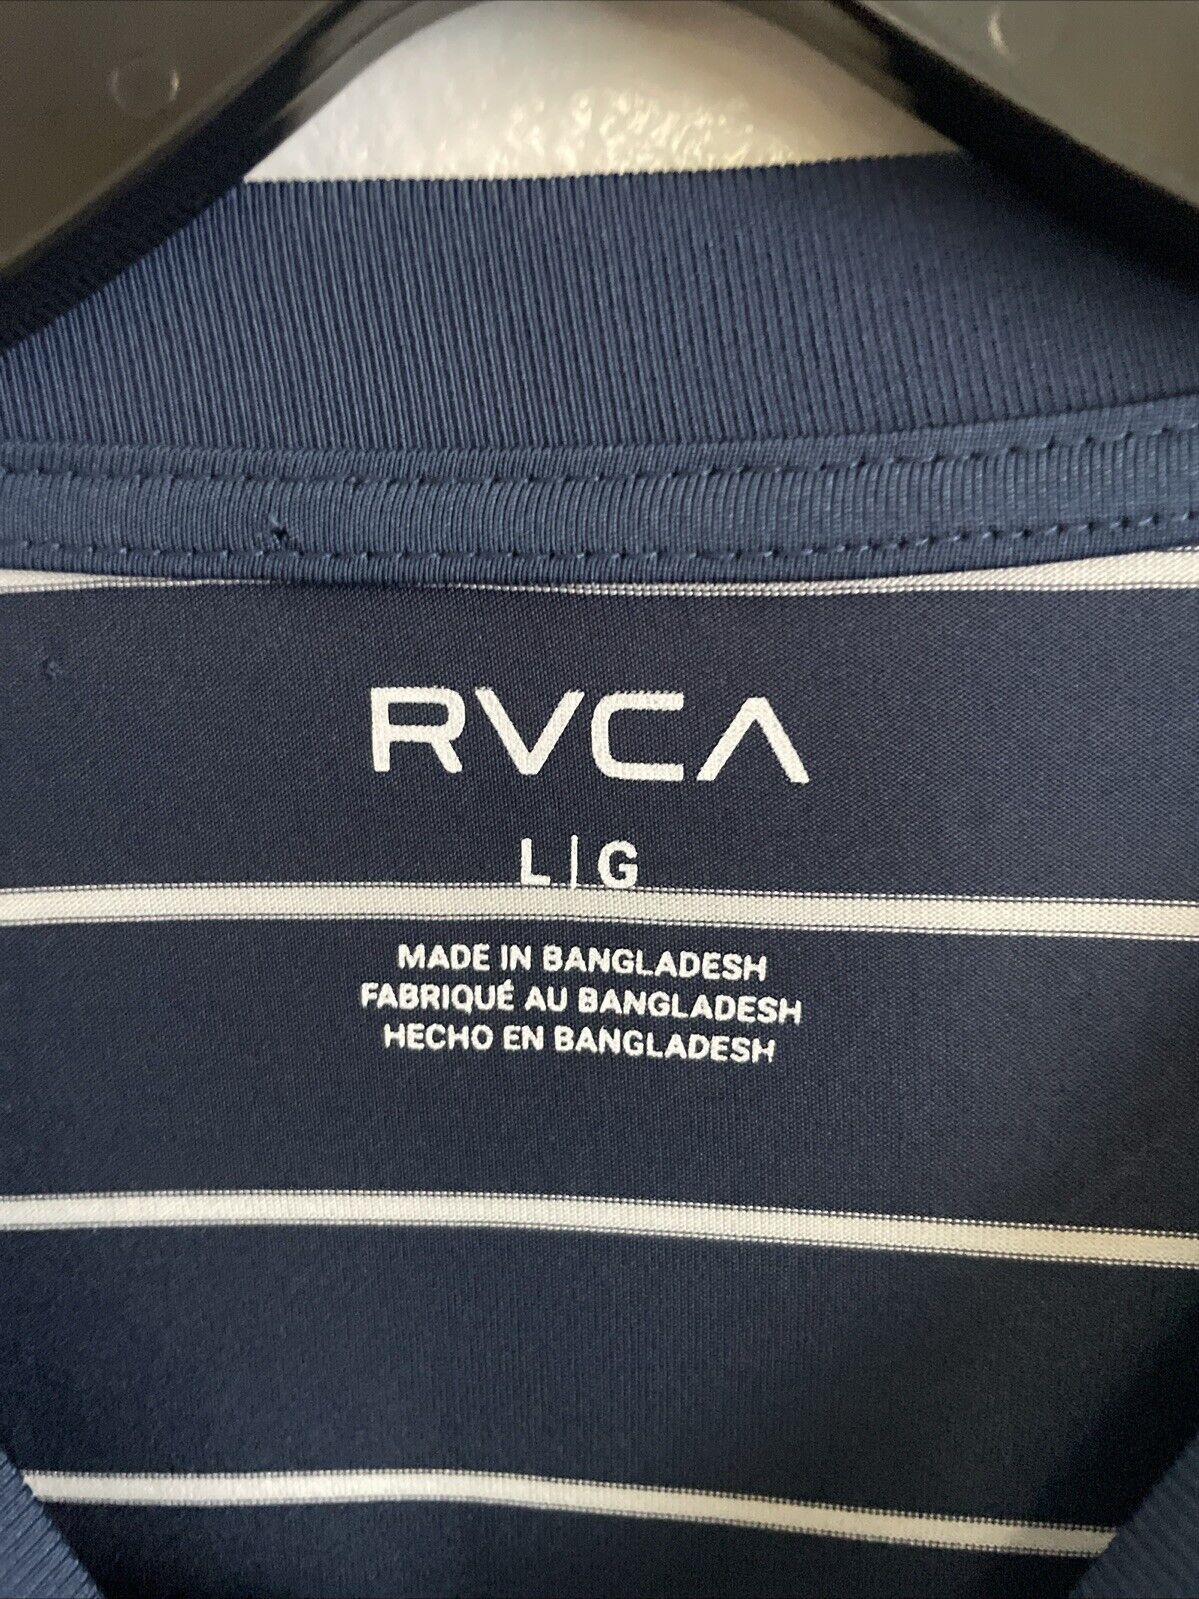 RVCA
L|G
MADE IN BANGLADESH
FABRIQUÉ AU BANGLADESH
HECHO EN BANGLADESH